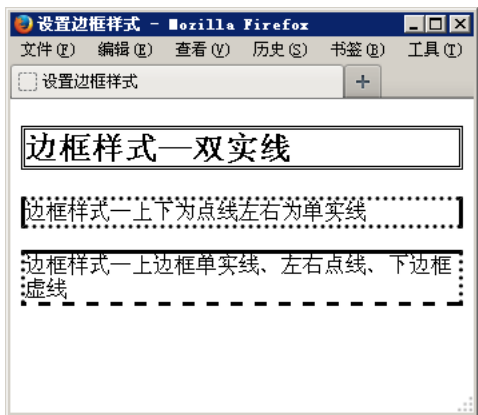 设置边框样式 - Mozilla Firefox
文件(F) 编辑(E) 查看(V) 历史(S) 书签(B) 工具(T)
设置边框样式 +
边框样式—双实线
边框样式—上下为点线左右为单实线
边框样式—上边框单实线、左右点线、下边框
虚线